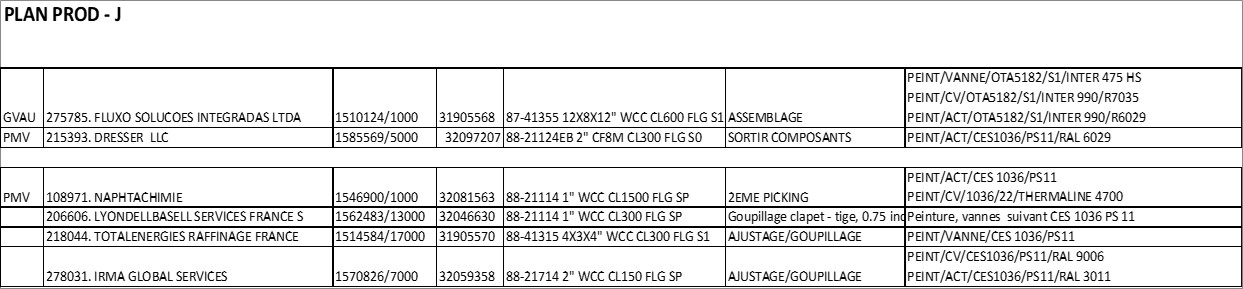 PLAN PROD - J
PEINT/VANNE/OTA5182/S1/INTER 475 HS
PEINT/CV/OTA5182/S1/INTER 990/R7035
GVAU 275785. FLUXO SOLUCOES INTEGRADAS LTDA 1510124/1000 31905568 87-41355 12X8X12" WCC CL600 FLG S1 ASSEMBLAGE PEINT/ACT/OTA5182/S1/INTER 990/R6029
PMV 215393. DRESSER LLC 1585569/5000 32097207 88-21124EB 2" CF8M CL300 FLG S0 SORTIR COMPOSANTS PEINT/ACT/CES1036/PS11/RAL 6029
PEINT/ACT/CES 1036/PS11
PMV 108971. NAPHTACHIMIE 1546900/1000 32081563 88-21114 1" WCC CL1500 FLG SP 2EME PICKING PEINT/CV/1036/22/THERMALINE 4700
206606. LYONDELLBASELL SERVICES FRANCE S 1562483/13000 32046630 88-21114 1" WCC CL300 FLG SP Goupillage clapet - tige, 0.75 inc Peinture, vannes suivant CES 1036 PS 11
218044. TOTALENERGIES RAFFINAGE FRANCE 1514584/17000 31905570 88-41315 4X3X4" WCC CL300 FLG S1 AJUSTAGE/GOUPILLAGE PEINT/VANNE/CES 1036/PS11
PEINT/CV/CES1036/PS11/RAL 9006
278031. IRMA GLOBAL SERVICES 1570826/7000 32059358 88-21714 2" WCC CL150 FLG SP AJUSTAGE/GOUPILLAGE PEINT/ACT/CES1036/PS11/RAL 3011